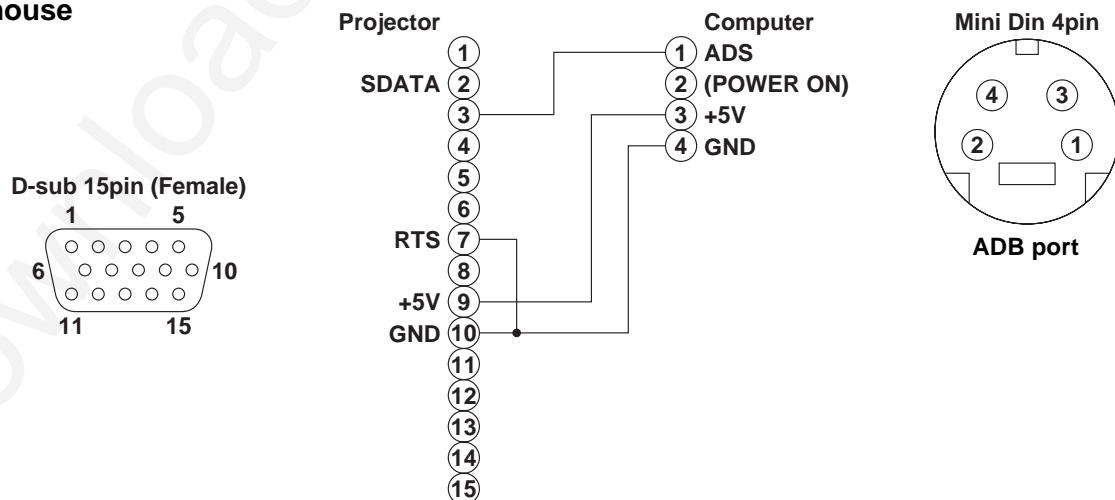 Projector Computer Mini Din 4pin
1 1 ADS
SDATA 2 2 (POWER ON)
3 3 +5V
4 4 GND
5
6
RTS 7
8
+5V 9
GND 10
11
12
13
14
15
D-sub 15pin (Female)
1 5
6 10
11 15
4 3
2 1
ADB port